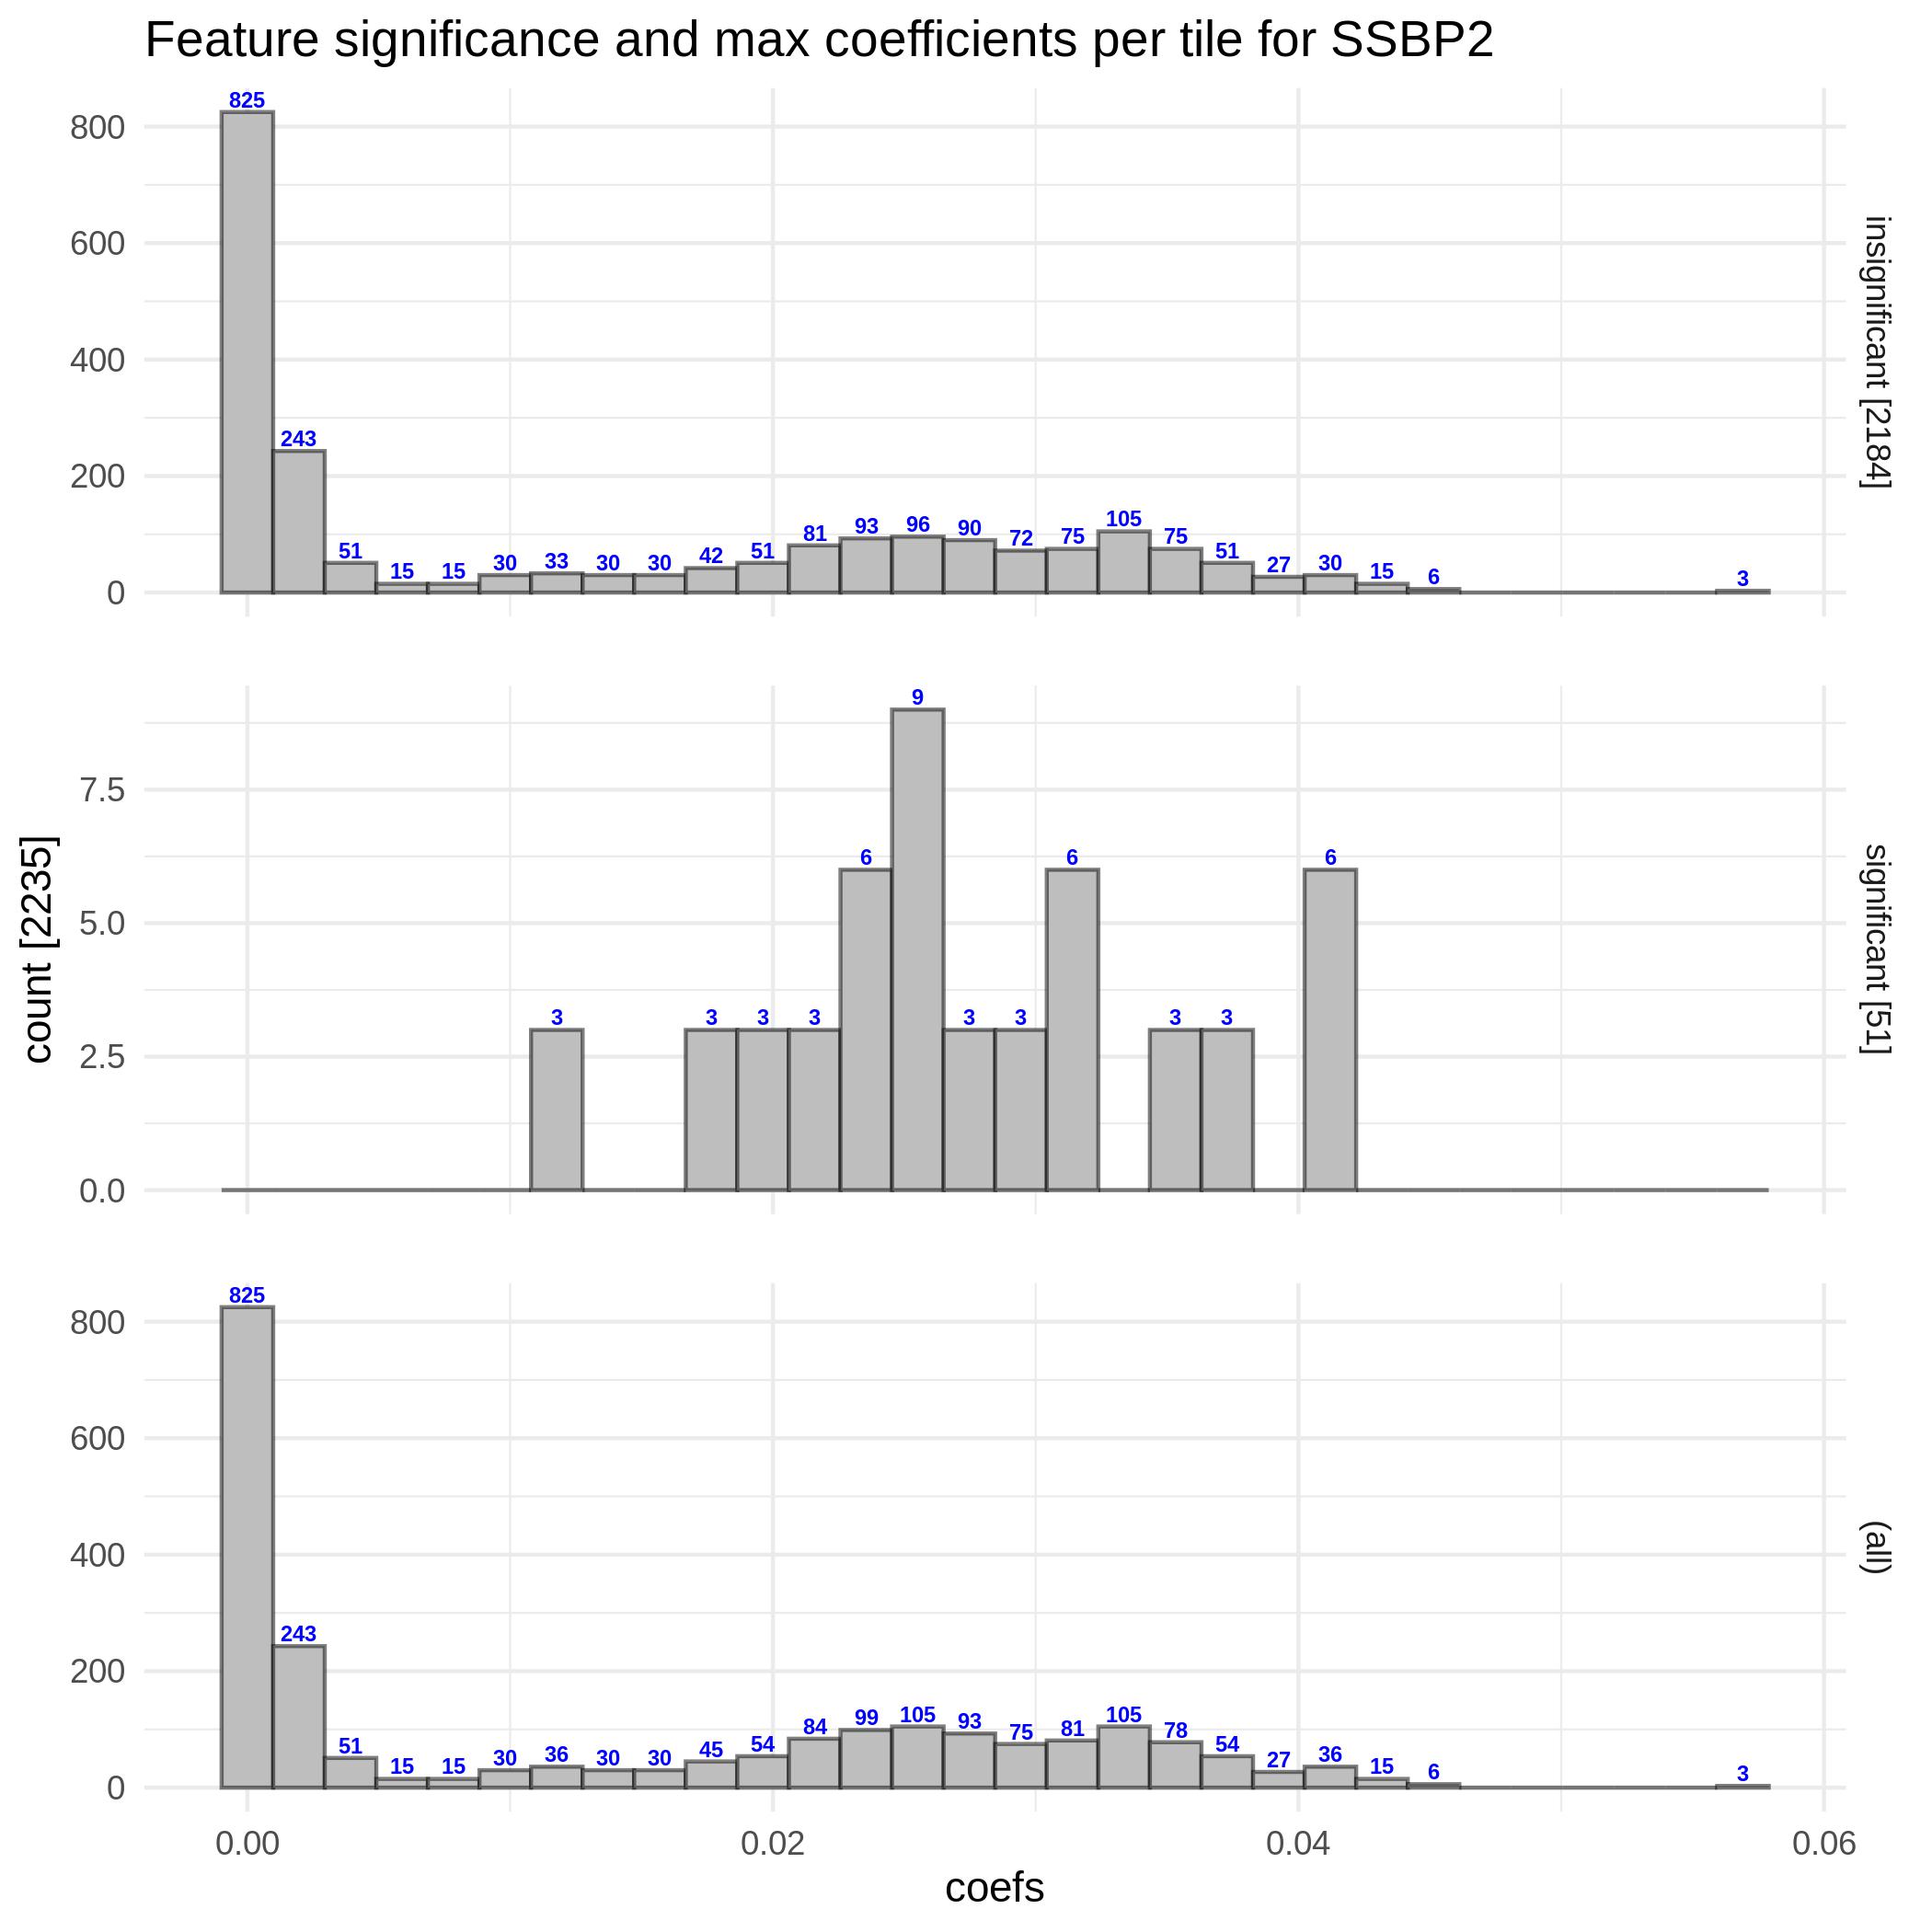 Feature significance and max coefficients per tile for SSBP2
825
800
600
400
243
200
51 15 15 30 33 30 30 42 51 81 93 96 90 72 75 105 75 51 27 30 15 6 3
0
insignificant [2184]
9
7.5
6 6 6
5.0
3 3 3 3 3 3 3 3
2.5
0.0
significant [51]
count [2235]
825
800
600
400
243
200
51 15 15 30 36 30 30 45 54 84 99 105 93 75 81 105 78 54 27 36 15 6 3
0
(all)
0.00 0.02 0.04 0.06
coefs